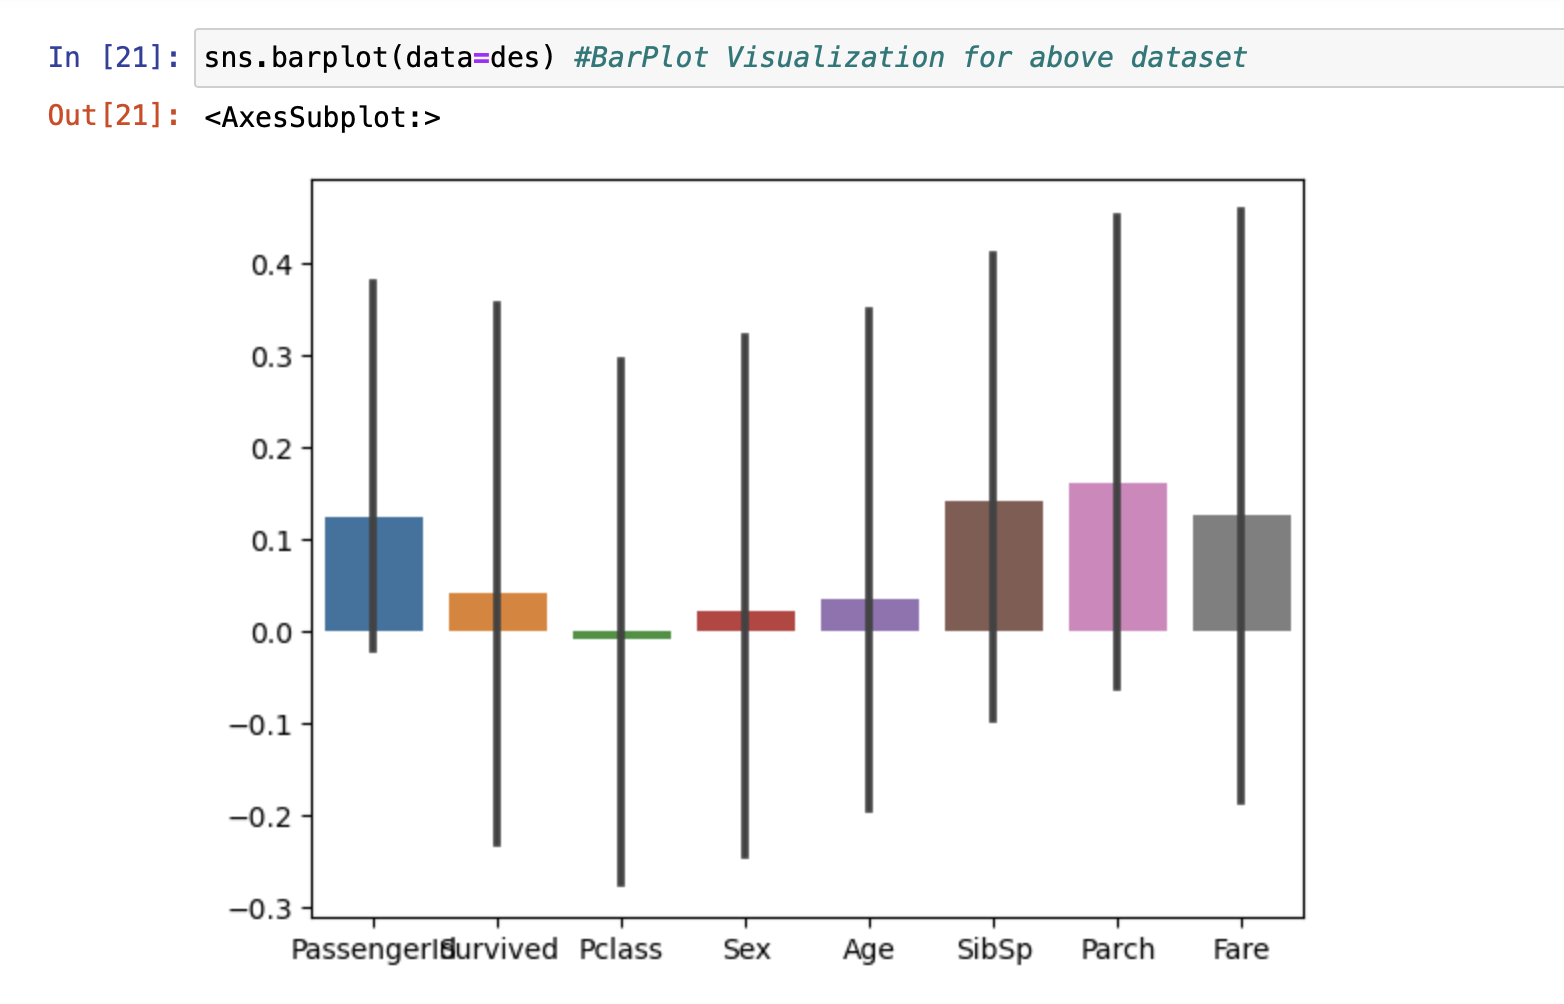 In [21]: sns.barplot(data=des) #BarPlot Visualization for above dataset
Out[21]: <AxesSubplot:>
0.4
0.3
0.2
0.1
0.0
−0.1
−0.2
−0.3
PassengerId Survived Pclass Sex Age SibSp Parch Fare